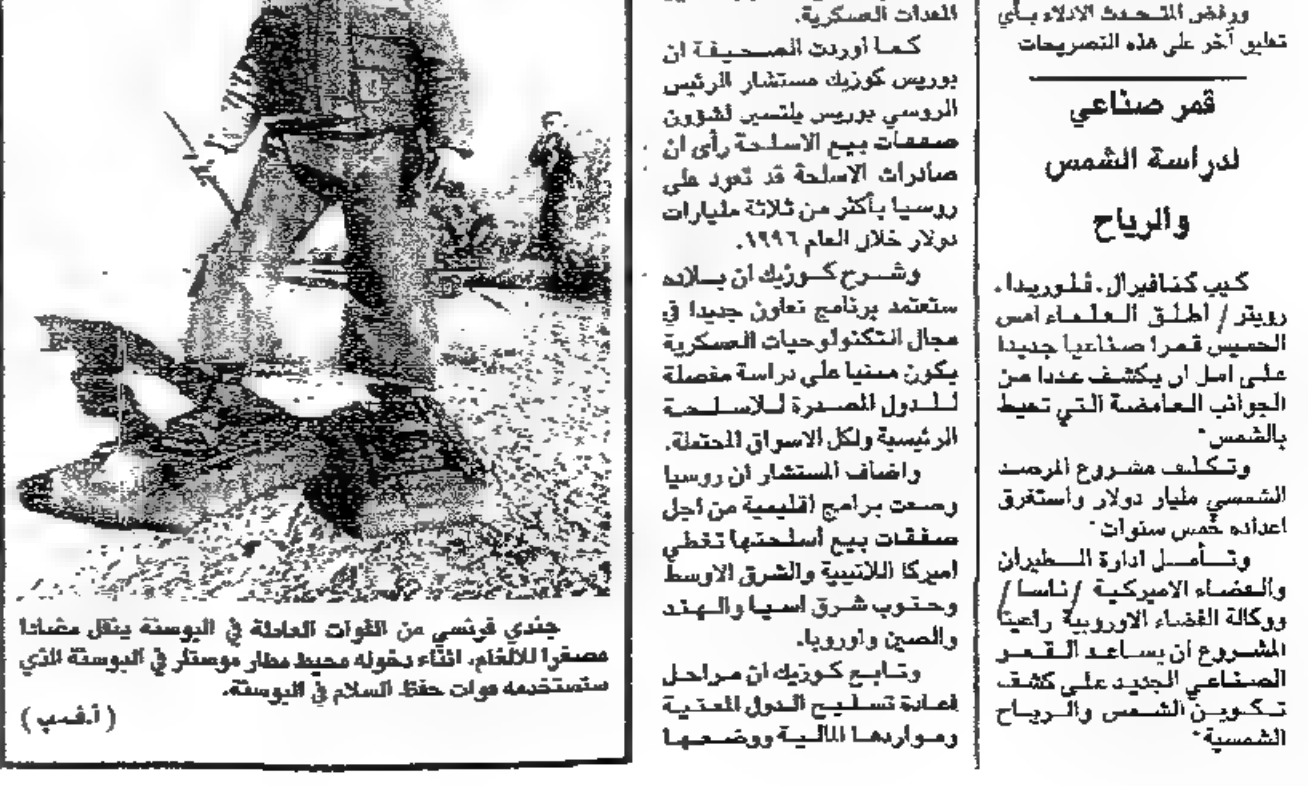 ورفض المتحدث الادلاء بأي
تعليق آخر على هذه التصريحات
قمر صناعي
لدراسة الشمس
والرياح
كيب كنافيرال. فلوريدا.
رويتر / اطلق العلماء امس
الخميس قمرا صناعيا جديدا
على امل ان يكشف عددا من
الجوانب الغامضة التي تحيط
بالشمس.
وتكلف مشروع المرصد
الشمسي مليار دولار واستغرق
اعداده خمس سنوات.
وتأمل ادارة الطيران
والفضاء الاميركية /ناسا/
ووكالة الفضاء الاوروبية راعيتا
المشروع ان يساعد القمر
الصناعي الجديد على كشف
تكوين الشمس والرياح
الشمسية.
المعدات العسكرية.
كما أوردت الصحيفة ان
بوريس كوزيك مستشار الرئيس
الروسي بوريس يلتسين لشؤون
صفقات بيع الاسلحة رأى ان
صادرات الاسلحة قد تعود على
روسيا بأكثر من ثلاثة مليارات
دولار خلال العام ١٩٩٦.
وشرح كوزيك ان بلاده
ستعتمد برنامج تعاون جديدا في
مجال التكنولوجيات العسكرية
يكون مبنيا على دراسة مفصلة
للدول المصدرة للاسلحة
الرئيسية ولكل الاسواق المحتملة.
واضاف المستشار ان روسيا
وضعت برامج اقليمية من اجل
صفقات بيع أسلحتها تغطي
اميركا اللاتينية والشرق الاوسط
وجنوب شرق اسيا والهند
والصين واوروبا.
وتابع كوزيك ان مراحل
اعادة تسليح الدول المعنية
ومواردها المالية ووضعها
جندي فرنسي من القوات العاملة في البوسنة ينقل مضادا
مصغرا للالغام. اثناء دخوله محيط مطار موستار في البوسنة الذي
ستستخدمه قوات حفظ السلام في البوسنة.
(أ.ف.ب)